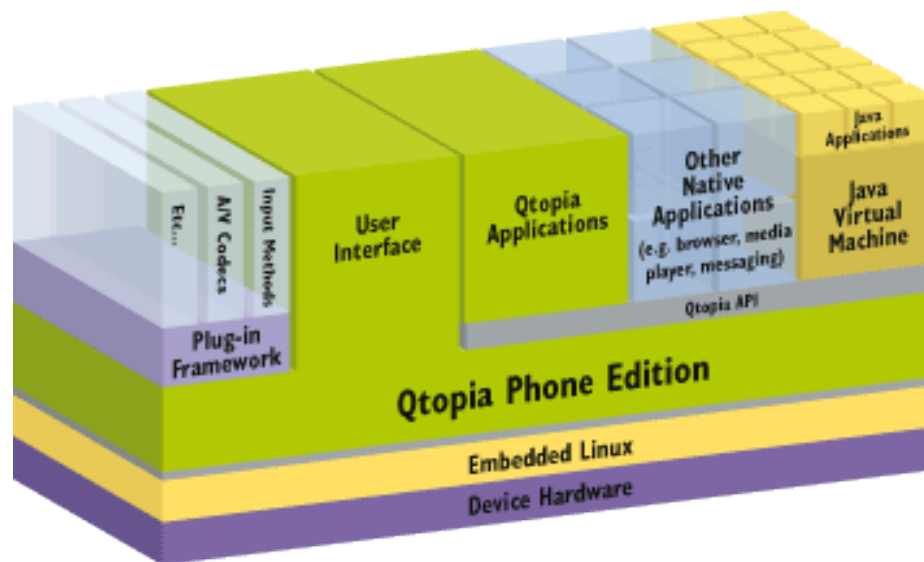 Etc...
A/V Codecs
Input Methods
Plug-in
Framework
User
Interface
Qtopia
Applications
Other
Native
Applications
(e.g. browser, media
player, messaging)
Java
Applications
Java
Virtual
Machine
Qtopia API
Qtopia Phone Edition
Embedded Linux
Device Hardware